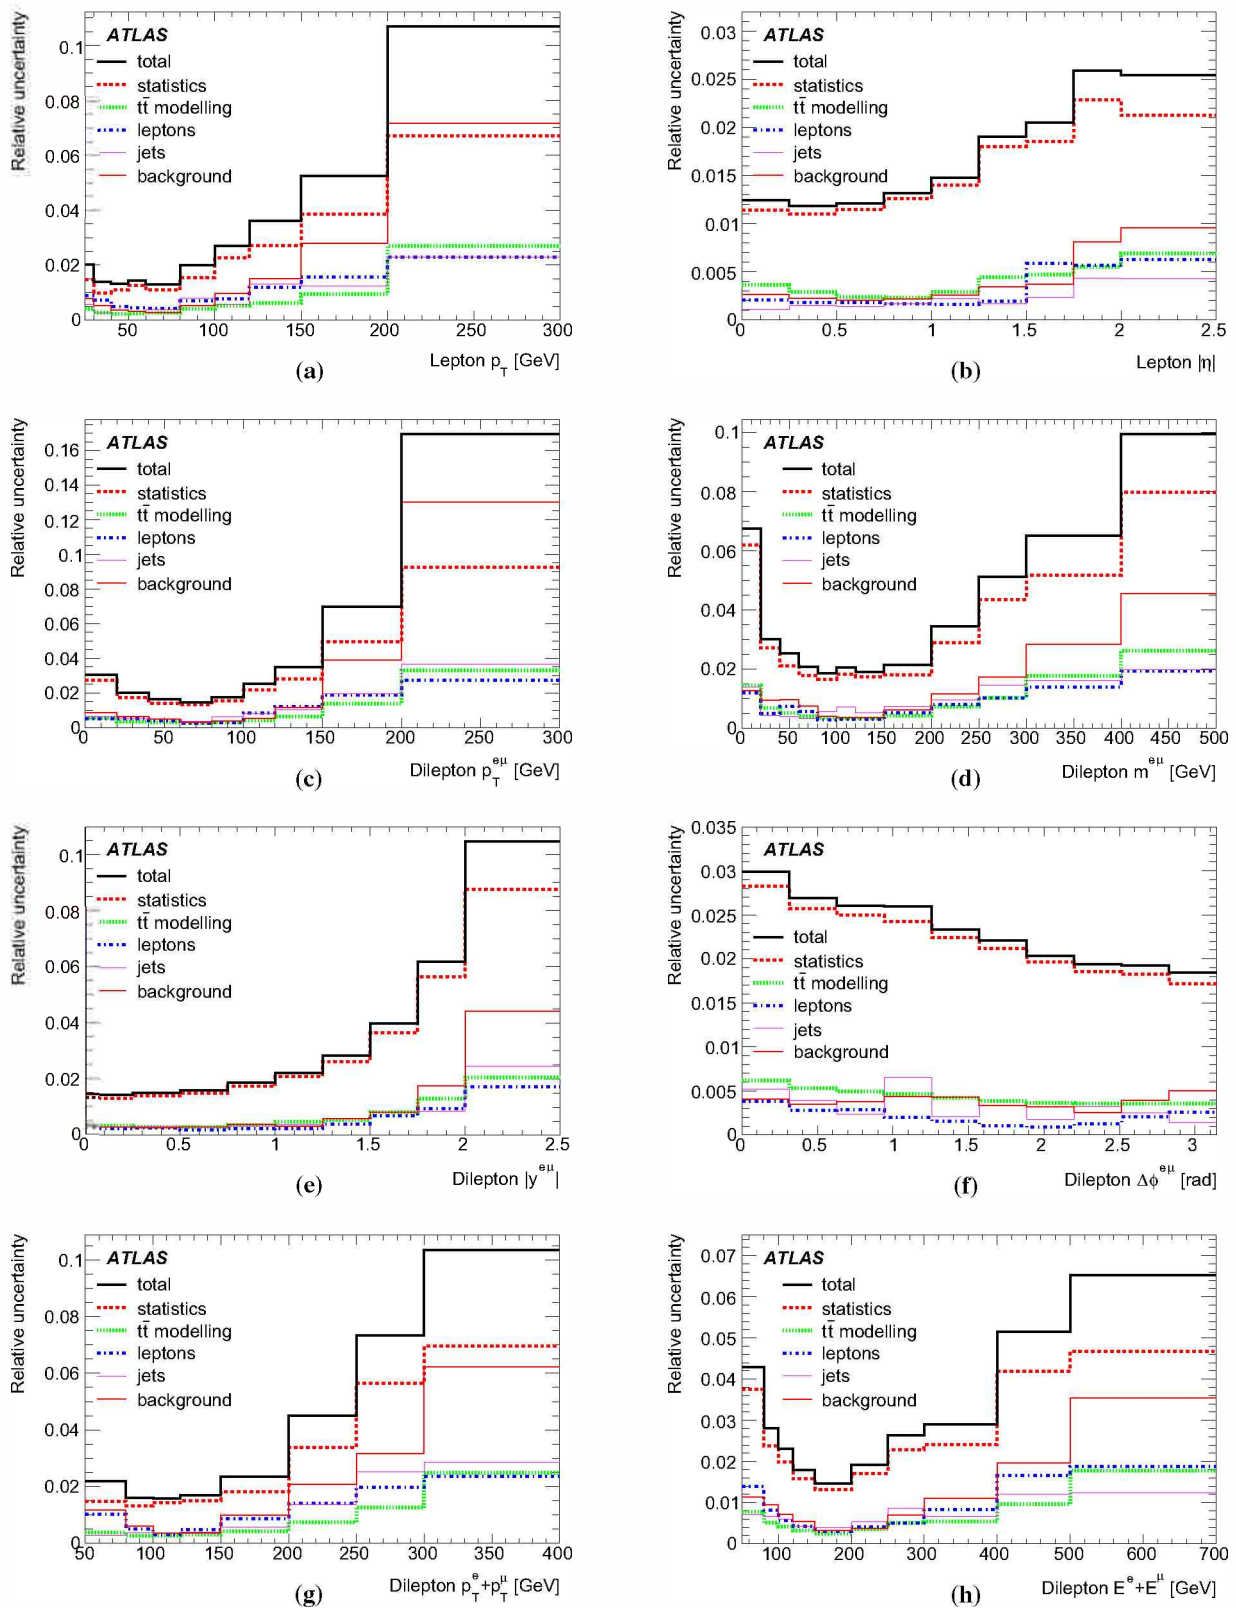 Relative uncertainty
0.1
0.08
0.06
0.04
0.02
0
ATLAS
total
statistics
tt̄ modelling
leptons
jets
background
50 100 150 200 250 300
Lepton p_T [GeV]
(a)
Relative uncertainty
0.03
0.025
0.02
0.015
0.01
0.005
0
ATLAS
total
statistics
tt̄ modelling
leptons
jets
background
0 0.5 1 1.5 2 2.5
Lepton |η|
(b)
Relative uncertainty
0.16
0.14
0.12
0.1
0.08
0.06
0.04
0.02
0
ATLAS
total
statistics
tt̄ modelling
leptons
jets
background
0 50 100 150 200 250 300
Dilepton p_T^{eμ} [GeV]
(c)
Relative uncertainty
0.1
0.08
0.06
0.04
0.02
0
ATLAS
total
statistics
tt̄ modelling
leptons
jets
background
0 50 100 150 200 250 300 350 400 450 500
Dilepton m^{eμ} [GeV]
(d)
Relative uncertainty
0.1
0.08
0.06
0.04
0.02
0
ATLAS
total
statistics
tt̄ modelling
leptons
jets
background
0 0.5 1 1.5 2 2.5
Dilepton |y^{eμ}|
(e)
Relative uncertainty
0.035
0.03
0.025
0.02
0.015
0.01
0.005
0
ATLAS
total
statistics
tt̄ modelling
leptons
jets
background
0 0.5 1 1.5 2 2.5 3
Dilepton Δϕ^{eμ} [rad]
(f)
Relative uncertainty
0.1
0.08
0.06
0.04
0.02
0
ATLAS
total
statistics
tt̄ modelling
leptons
jets
background
50 100 150 200 250 300 350 400
Dilepton p_T^e+p_T^μ [GeV]
(g)
Relative uncertainty
0.07
0.06
0.05
0.04
0.03
0.02
0.01
0
ATLAS
total
statistics
tt̄ modelling
leptons
jets
background
100 200 300 400 500 600 700
Dilepton E^e+E^μ [GeV]
(h)